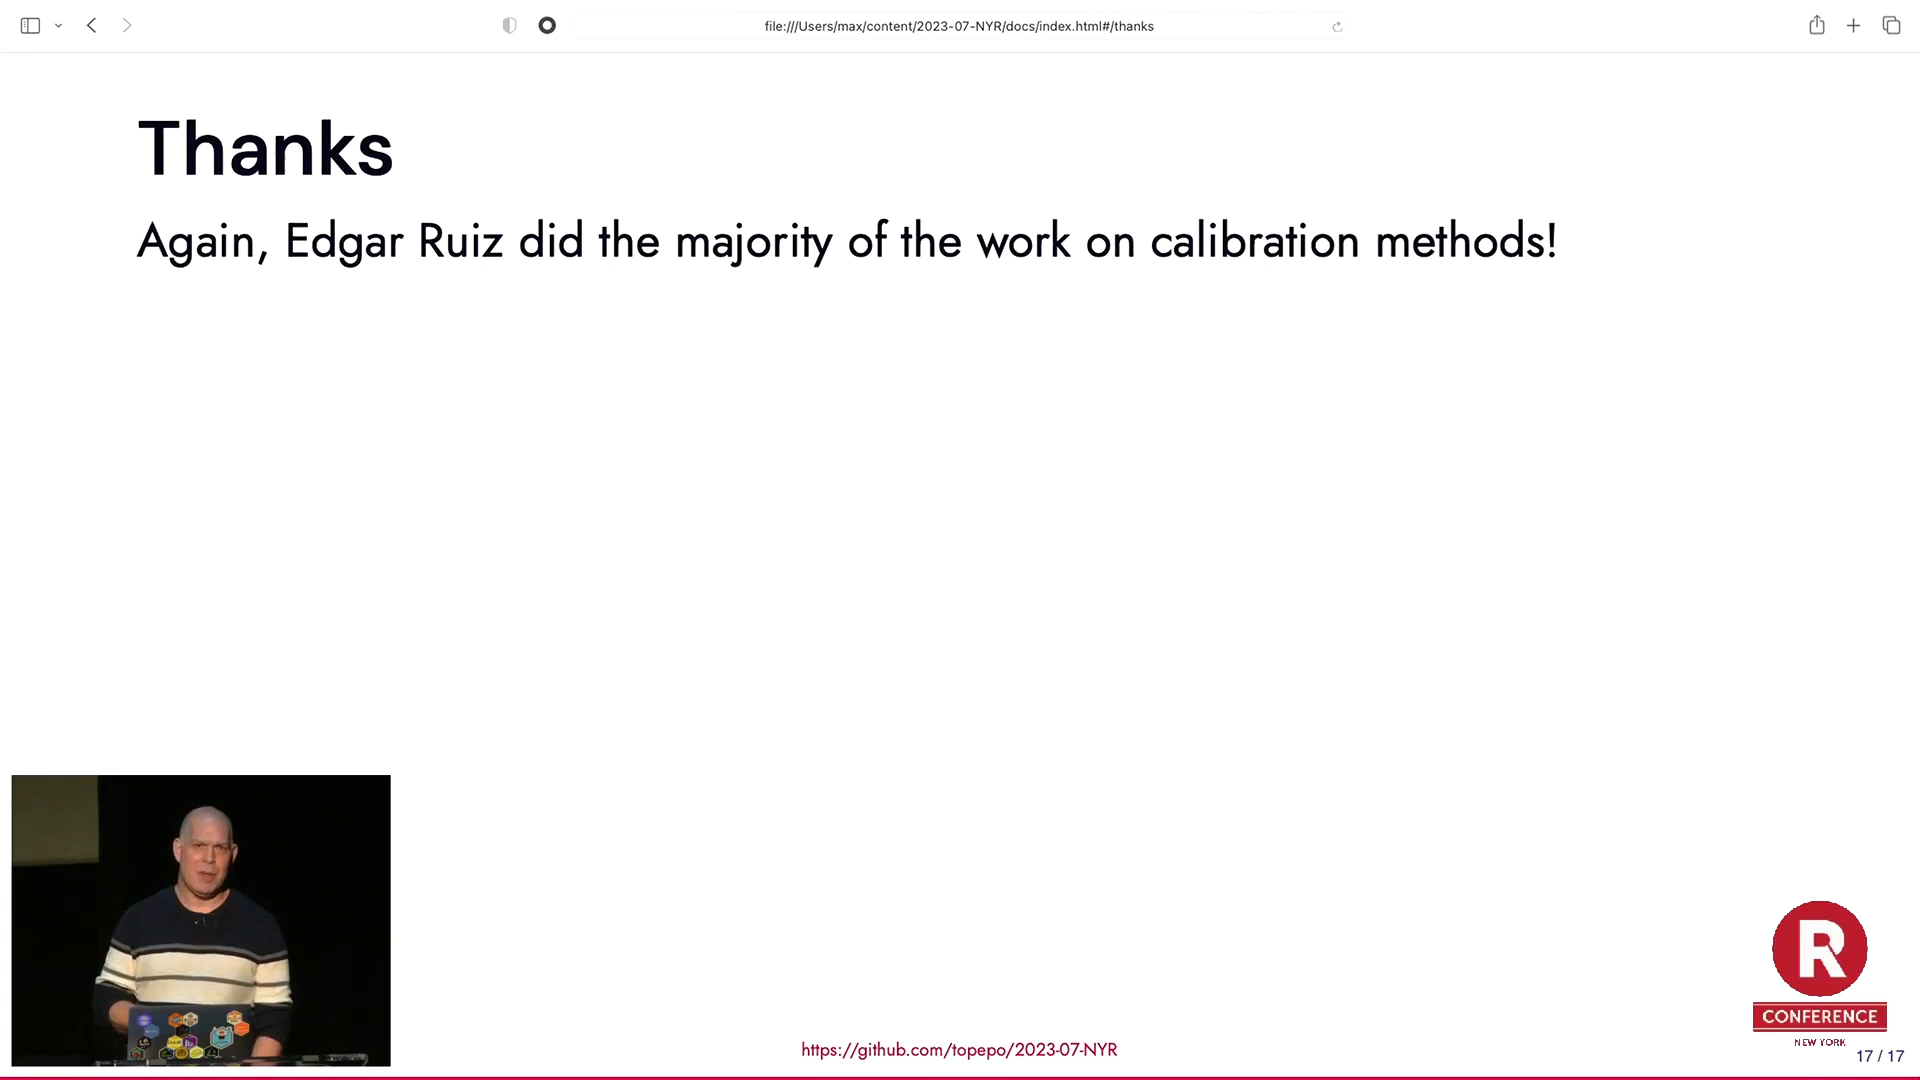 file:///Users/max/content/2023-07-NYR/docs/index.html#/thanks
Thanks
Again, Edgar Ruiz did the majority of the work on calibration methods!
https://github.com/topepo/2023-07-NYR
R
CONFERENCE
NEW YORK
17 / 17